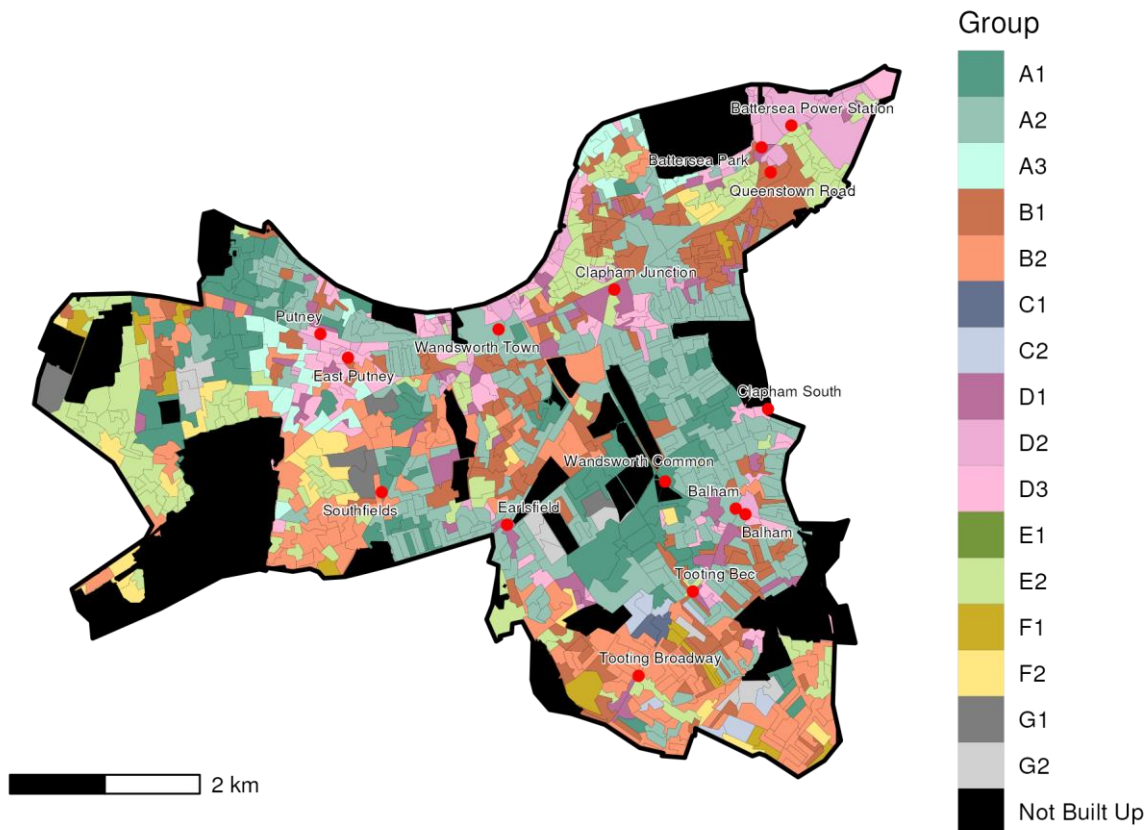 Group
A1
A2
A3
B1
B2
C1
C2
D1
D2
D3
E1
E2
F1
F2
G1
G2
Not Built Up
Battersea Power Station
Battersea Park
Queenstown Road
Clapham Junction
Putney
Wandsworth Town
East Putney
Clapham South
Wandsworth Common
Balham
Southfields
Earlsfield
Balham
Tooting Bec
Tooting Broadway
2 km